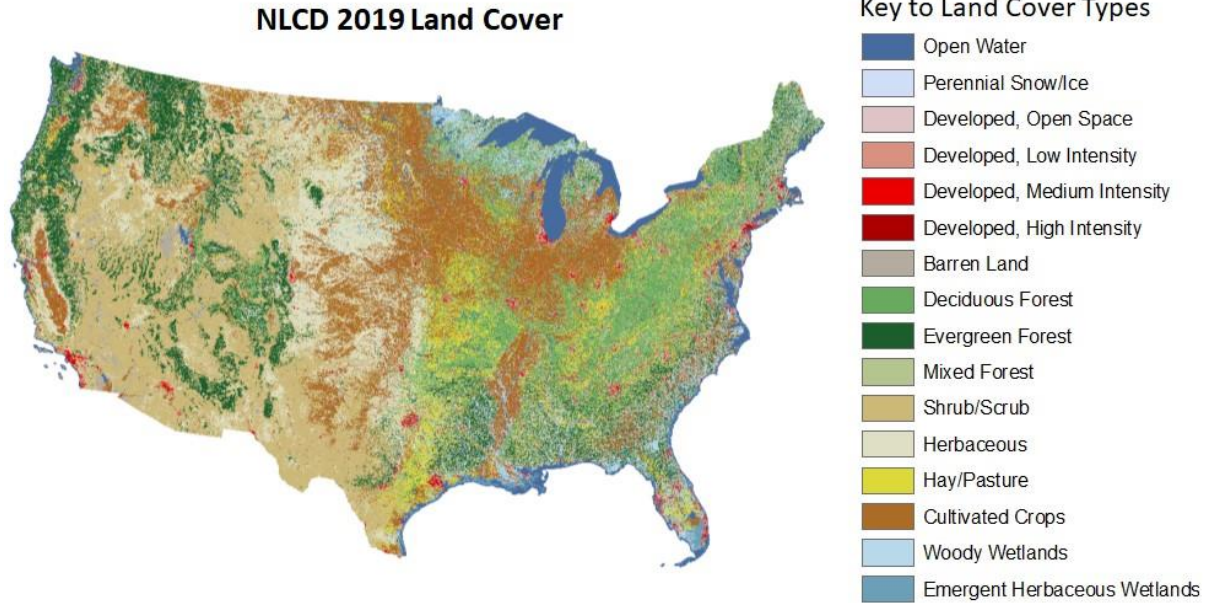 NLCD 2019 Land Cover
Key to Land Cover Types
Open Water
Perennial Snow/Ice
Developed, Open Space
Developed, Low Intensity
Developed, Medium Intensity
Developed, High Intensity
Barren Land
Deciduous Forest
Evergreen Forest
Mixed Forest
Shrub/Scrub
Herbaceous
Hay/Pasture
Cultivated Crops
Woody Wetlands
Emergent Herbaceous Wetlands